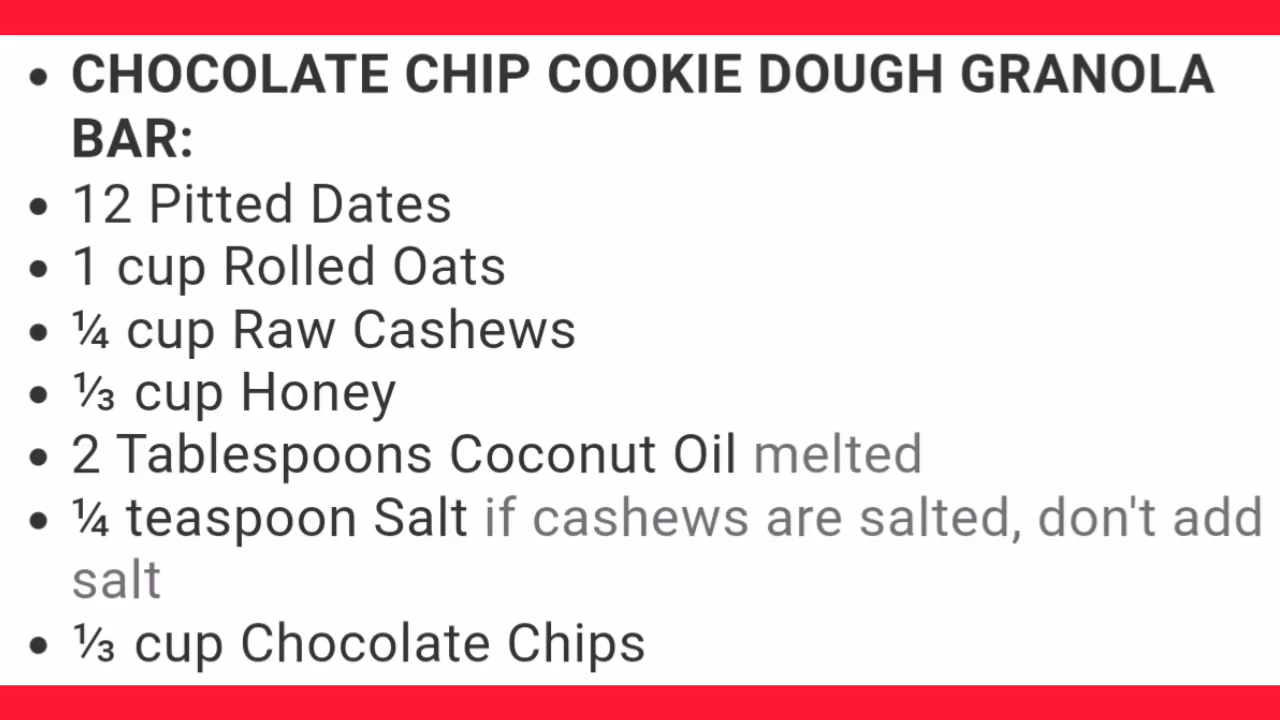 • CHOCOLATE CHIP COOKIE DOUGH GRANOLA
BAR:
• 12 Pitted Dates
• 1 cup Rolled Oats
• ¼ cup Raw Cashews
• ⅓ cup Honey
• 2 Tablespoons Coconut Oil melted
• ¼ teaspoon Salt if cashews are salted, don't add
salt
• ⅓ cup Chocolate Chips